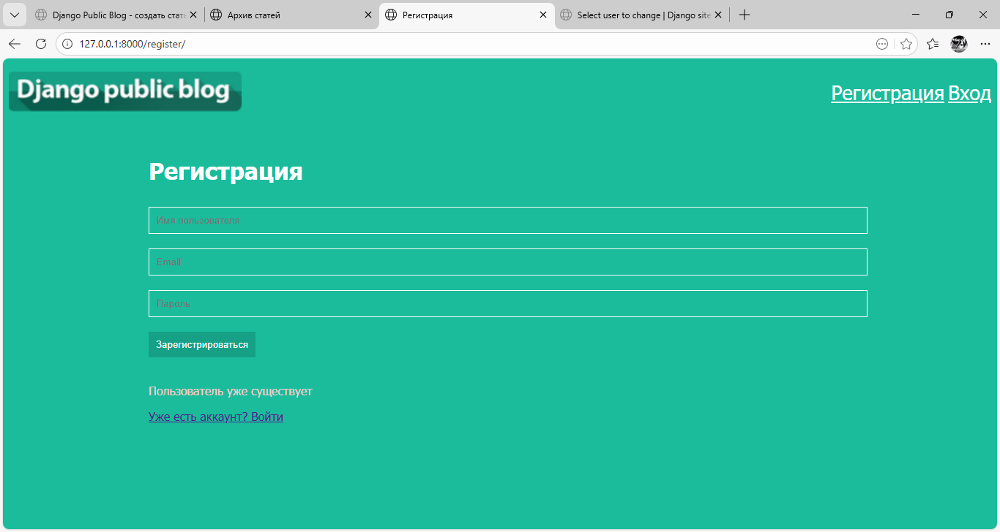 Django Public Blog - создать стать
Архив статей
Регистрация
Select user to change | Django site
127.0.0.1:8000/register/
Django public blog
Регистрация Вход
Регистрация
Имя пользователя
Email
Пароль
Зарегистрироваться
Пользователь уже существует
Уже есть аккаунт? Войти